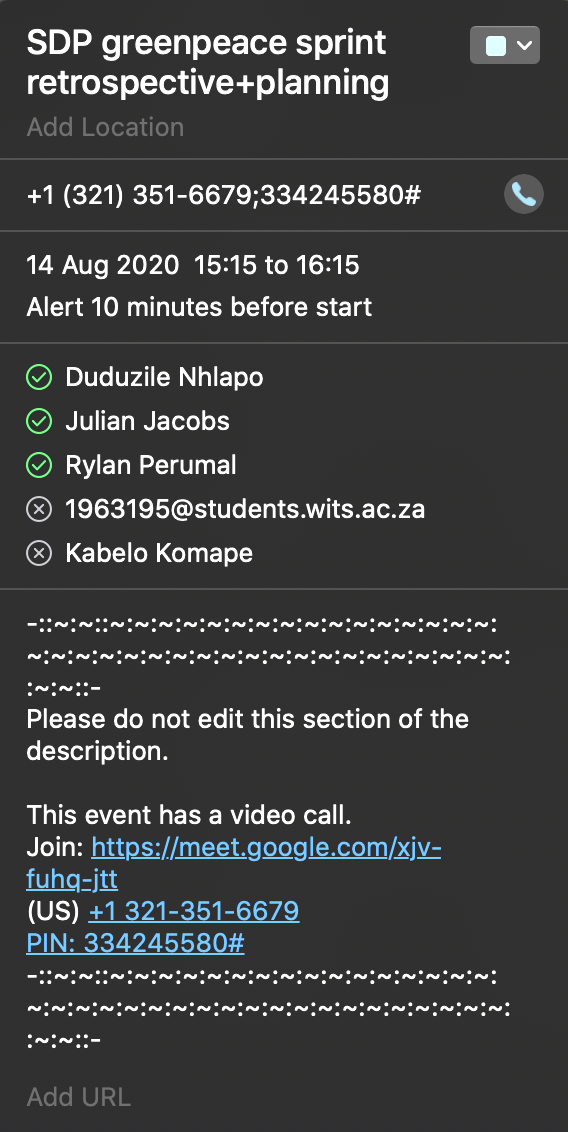 SDP greenpeace sprint
retrospective+planning
Add Location
+1 (321) 351-6679;334245580#
14 Aug 2020  15:15 to 16:15
Alert 10 minutes before start
Duduzile Nhlapo
Julian Jacobs
Rylan Perumal
1963195@students.wits.ac.za
Kabelo Komape
-::~:~::~:~:~:~:~:~:~:~:~:~:~:~:~:~:~:~:~:
~:~:~:~:~:~:~:~:~:~:~:~:~:~:~:~:~:~:~:~:
:~:~::-
Please do not edit this section of the
description.
This event has a video call.
Join: https://meet.google.com/xjv-
fuhq-jtt
(US) +1 321-351-6679
PIN: 334245580#
-::~:~::~:~:~:~:~:~:~:~:~:~:~:~:~:~:~:~:~:
~:~:~:~:~:~:~:~:~:~:~:~:~:~:~:~:~:~:~:~:
:~:~::-
Add URL